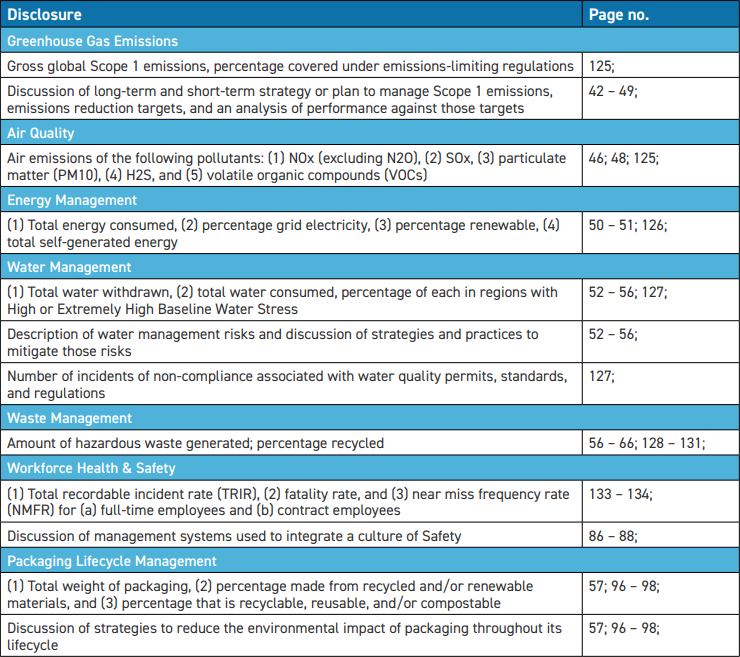 Disclosure Page no.
Greenhouse Gas Emissions
Gross global Scope 1 emissions, percentage covered under emissions-limiting regulations 125;
Discussion of long-term and short-term strategy or plan to manage Scope 1 emissions, 42 – 49;
emissions reduction targets, and an analysis of performance against those targets
Air Quality
Air emissions of the following pollutants: (1) NOx (excluding N2O), (2) SOx, (3) particulate 46; 48; 125;
matter (PM10), (4) H2S, and (5) volatile organic compounds (VOCs)
Energy Management
(1) Total energy consumed, (2) percentage grid electricity, (3) percentage renewable, (4) 50 – 51; 126;
total self-generated energy
Water Management
(1) Total water withdrawn, (2) total water consumed, percentage of each in regions with 52 – 56; 127;
High or Extremely High Baseline Water Stress
Description of water management risks and discussion of strategies and practices to 52 – 56;
mitigate those risks
Number of incidents of non-compliance associated with water quality permits, standards, 127;
and regulations
Waste Management
Amount of hazardous waste generated; percentage recycled 56 – 66; 128 – 131;
Workforce Health & Safety
(1) Total recordable incident rate (TRIR), (2) fatality rate, and (3) near miss frequency rate 133 – 134;
(NMFR) for (a) full-time employees and (b) contract employees
Discussion of management systems used to integrate a culture of Safety 86 – 88;
Packaging Lifecycle Management
(1) Total weight of packaging, (2) percentage made from recycled and/or renewable 57; 96 – 98;
materials, and (3) percentage that is recyclable, reusable, and/or compostable
Discussion of strategies to reduce the environmental impact of packaging throughout its 57; 96 – 98;
lifecycle